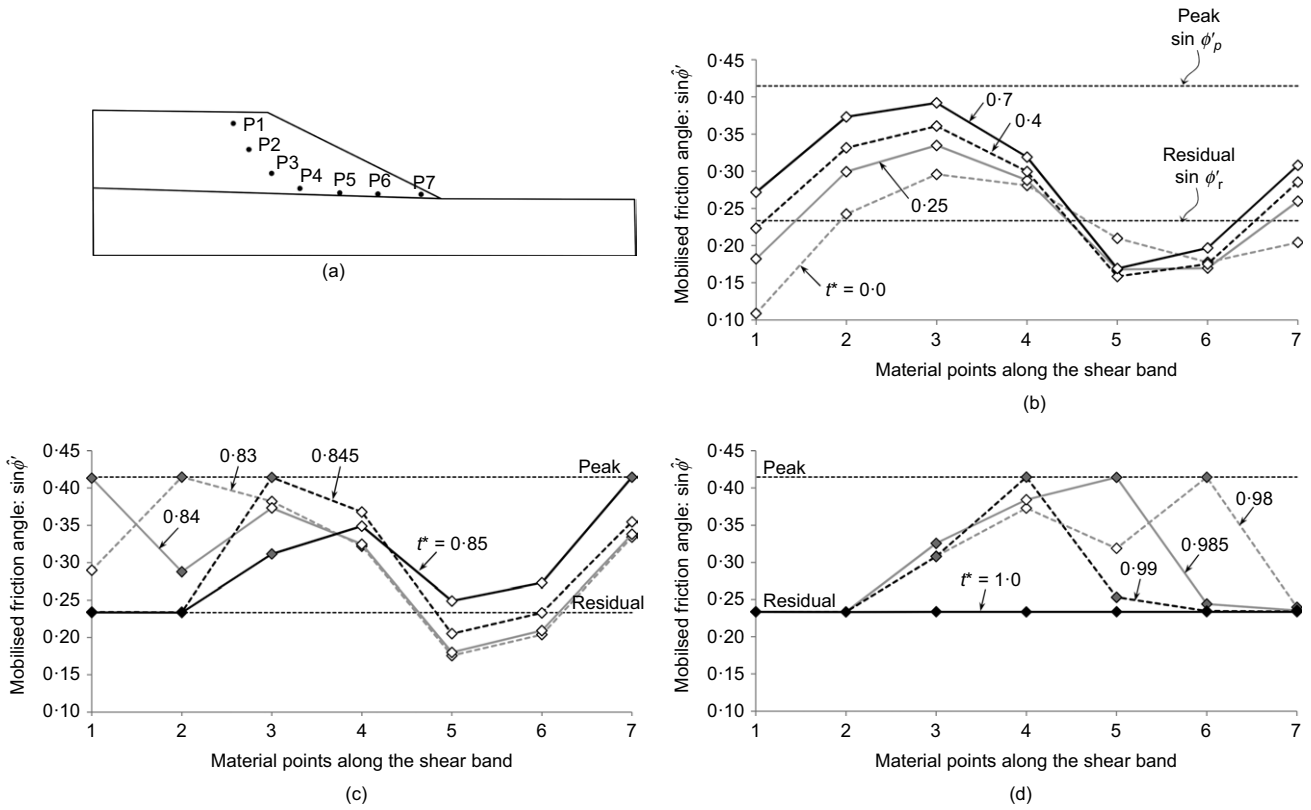 P1
P2
P3
P4
P5
P6
P7
(a)
Mobilised friction angle: sin ϕ̂′
0·45
0·40
0·35
0·30
0·25
0·20
0·15
0·10
Peak
sin ϕ′p
0·7
0·4
Residual
sin ϕ′r
0·25
t* = 0·0
1 2 3 4 5 6 7
Material points along the shear band
(b)
Mobilised friction angle: sin ϕ̂′
0·45
0·40
0·35
0·30
0·25
0·20
0·15
0·10
0·83
0·845
Peak
0·84
t* = 0·85
Residual
1 2 3 4 5 6 7
Material points along the shear band
(c)
Mobilsed friction angle: sin ϕ̂′
0·45
0·40
0·35
0·30
0·25
0·20
0·15
0·10
Peak
0·98
0·985
0·99
t* = 1·0
Residual
1 2 3 4 5 6 7
Material points along the shear band
(d)